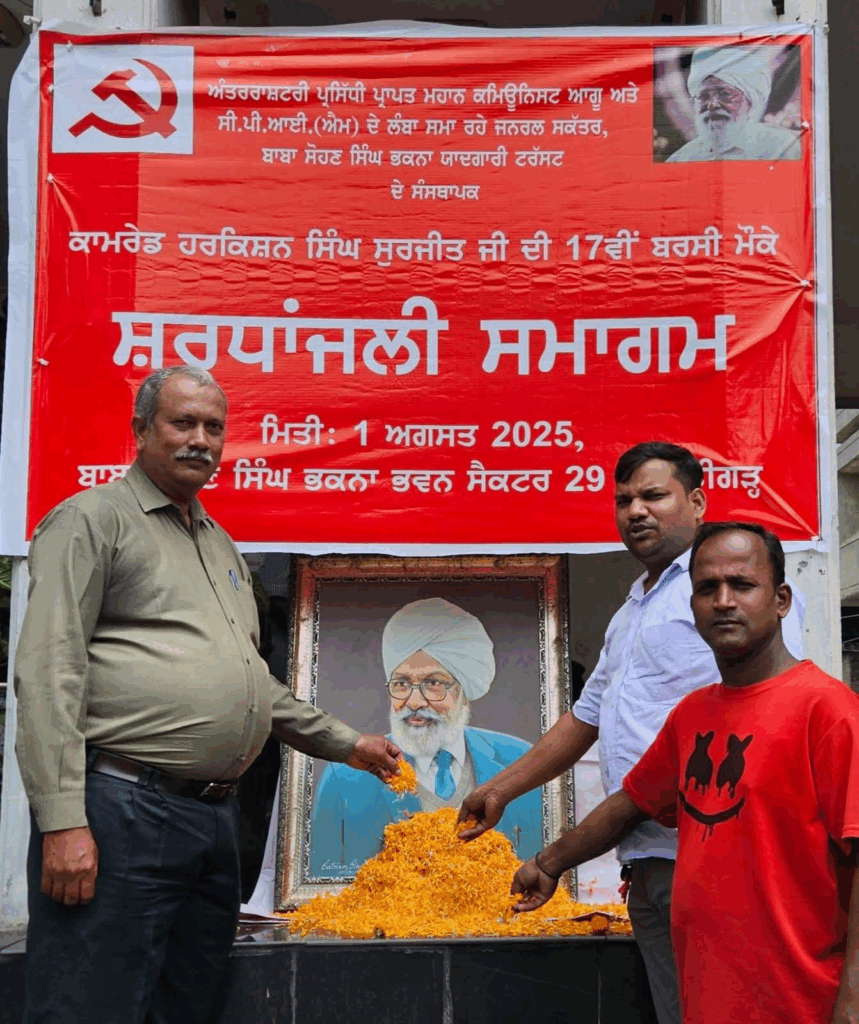 ਅੰਤਰਰਾਸ਼ਟਰੀ ਪ੍ਰਸਿੱਧੀ ਪ੍ਰਾਪਤ ਮਹਾਨ ਕਮਿਊਨਿਸਟ ਆਗੂ ਅਤੇ
ਸੀ.ਪੀ.ਆਈ.(ਐਮ) ਦੇ ਲੰਬਾ ਸਮਾ ਰਹੇ ਜਨਰਲ ਸਕੱਤਰ,
ਬਾਬਾ ਸੋਹਣ ਸਿੰਘ ਭਕਨਾ ਯਾਦਗਾਰੀ ਟਰੱਸਟ
ਦੇ ਸੰਸਥਾਪਕ
ਕਾਮਰੇਡ ਹਰਕਿਸ਼ਨ ਸਿੰਘ ਸੁਰਜੀਤ ਜੀ ਦੀ 17ਵੀਂ ਬਰਸੀ ਮੌਕੇ
ਸ਼ਰਧਾਂਜਲੀ ਸਮਾਗਮ
ਮਿਤੀ: 1 ਅਗਸਤ 2025,
ਸਿੰਘ ਭਕਨਾ ਭਵਨ ਸੈਕਟਰ 29